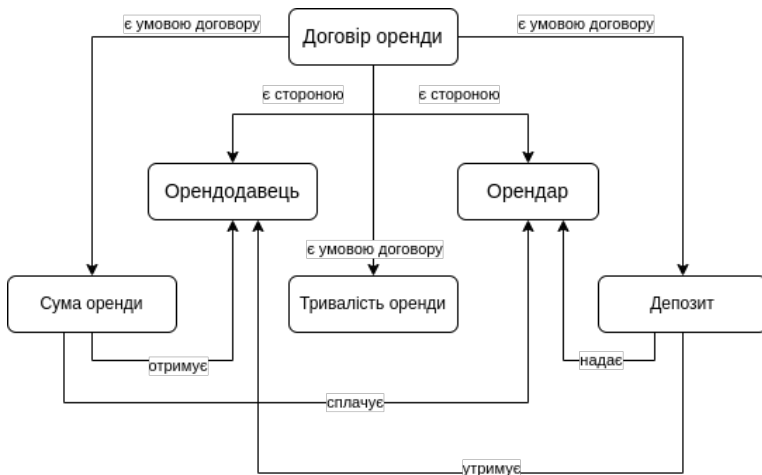 є умовою договору
Договір оренди
є умовою договору
є стороною
є стороною
Орендодавець
Орендар
є умовою договору
Сума оренди
Тривалість оренди
Депозит
отримує
надає
сплачує
утримує